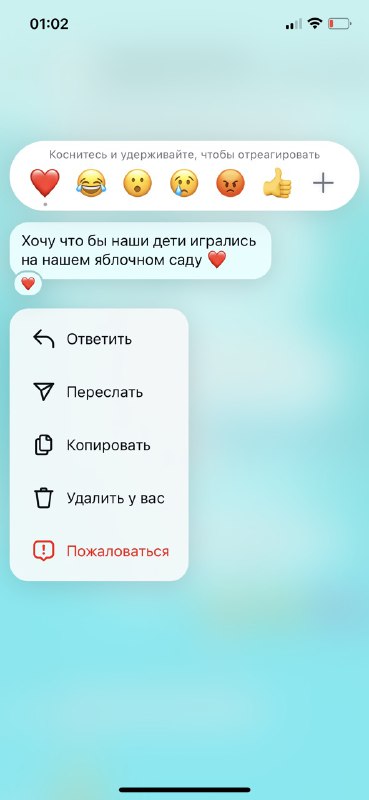 01:02
Коснитесь и удерживайте, чтобы отреагировать
Хочу что бы наши дети игрались
на нашем яблочном саду ❤️
Ответить
Переслать
Копировать
Удалить у вас
Пожаловаться